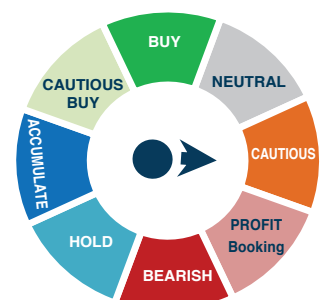 BUY
NEUTRAL
CAUTIOUS
PROFIT
Booking
BEARISH
HOLD
ACCUMULATE
CAUTIOUS
BUY